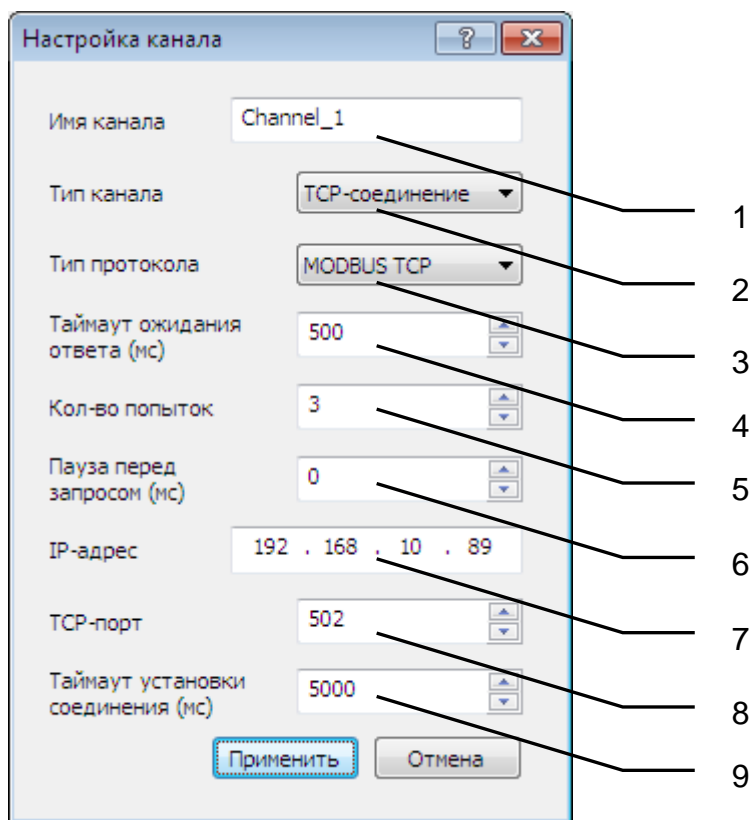 Настройка канала ?
Имя канала Channel_1
Тип канала TCP-соединение
1
Тип протокола MODBUS TCP
2
Таймаут ожидания
ответа (мс) 500
3
Кол-во попыток 3
4
Пауза перед
запросом (мс) 0
5
IP-адрес 192 . 168 . 10 . 89
6
TCP-порт 502
7
Таймаут установки
соединения (мс) 5000
8
Применить Отмена
9